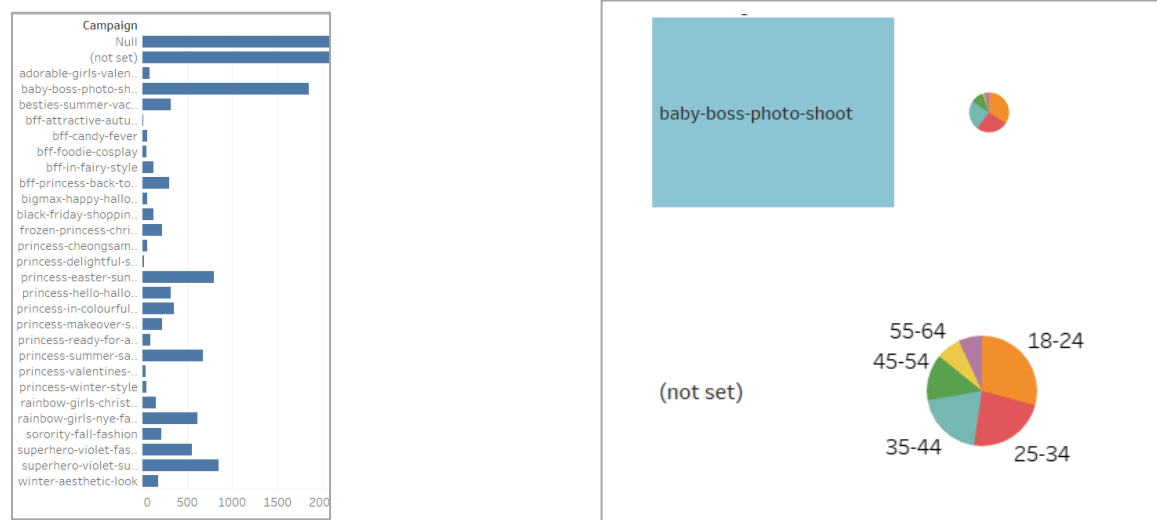 Campaign
Null
(not set)
adorable-girls-valen..
baby-boss-photo-sh..
besties-summer-vac..
bff-attractive-autu..
bff-candy-fever
bff-foodie-cosplay
bff-in-fairy-style
bff-princess-back-to..
bigmax-happy-hallo..
black-friday-shoppin..
frozen-princess-chri..
princess-cheongsam..
princess-delightful-s..
princess-easter-sun..
princess-hello-hallo..
princess-in-colourful..
princess-makeover-s..
princess-ready-for-a..
princess-summer-sa..
princess-valentines-..
princess-winter-style
rainbow-girls-christ..
rainbow-girls-nye-fa..
sorority-fall-fashion
superhero-violet-fas..
superhero-violet-su..
winter-aesthetic-look
0 500 1000 1500 200
baby-boss-photo-shoot
(not set)
55-64
18-24
45-54
35-44
25-34